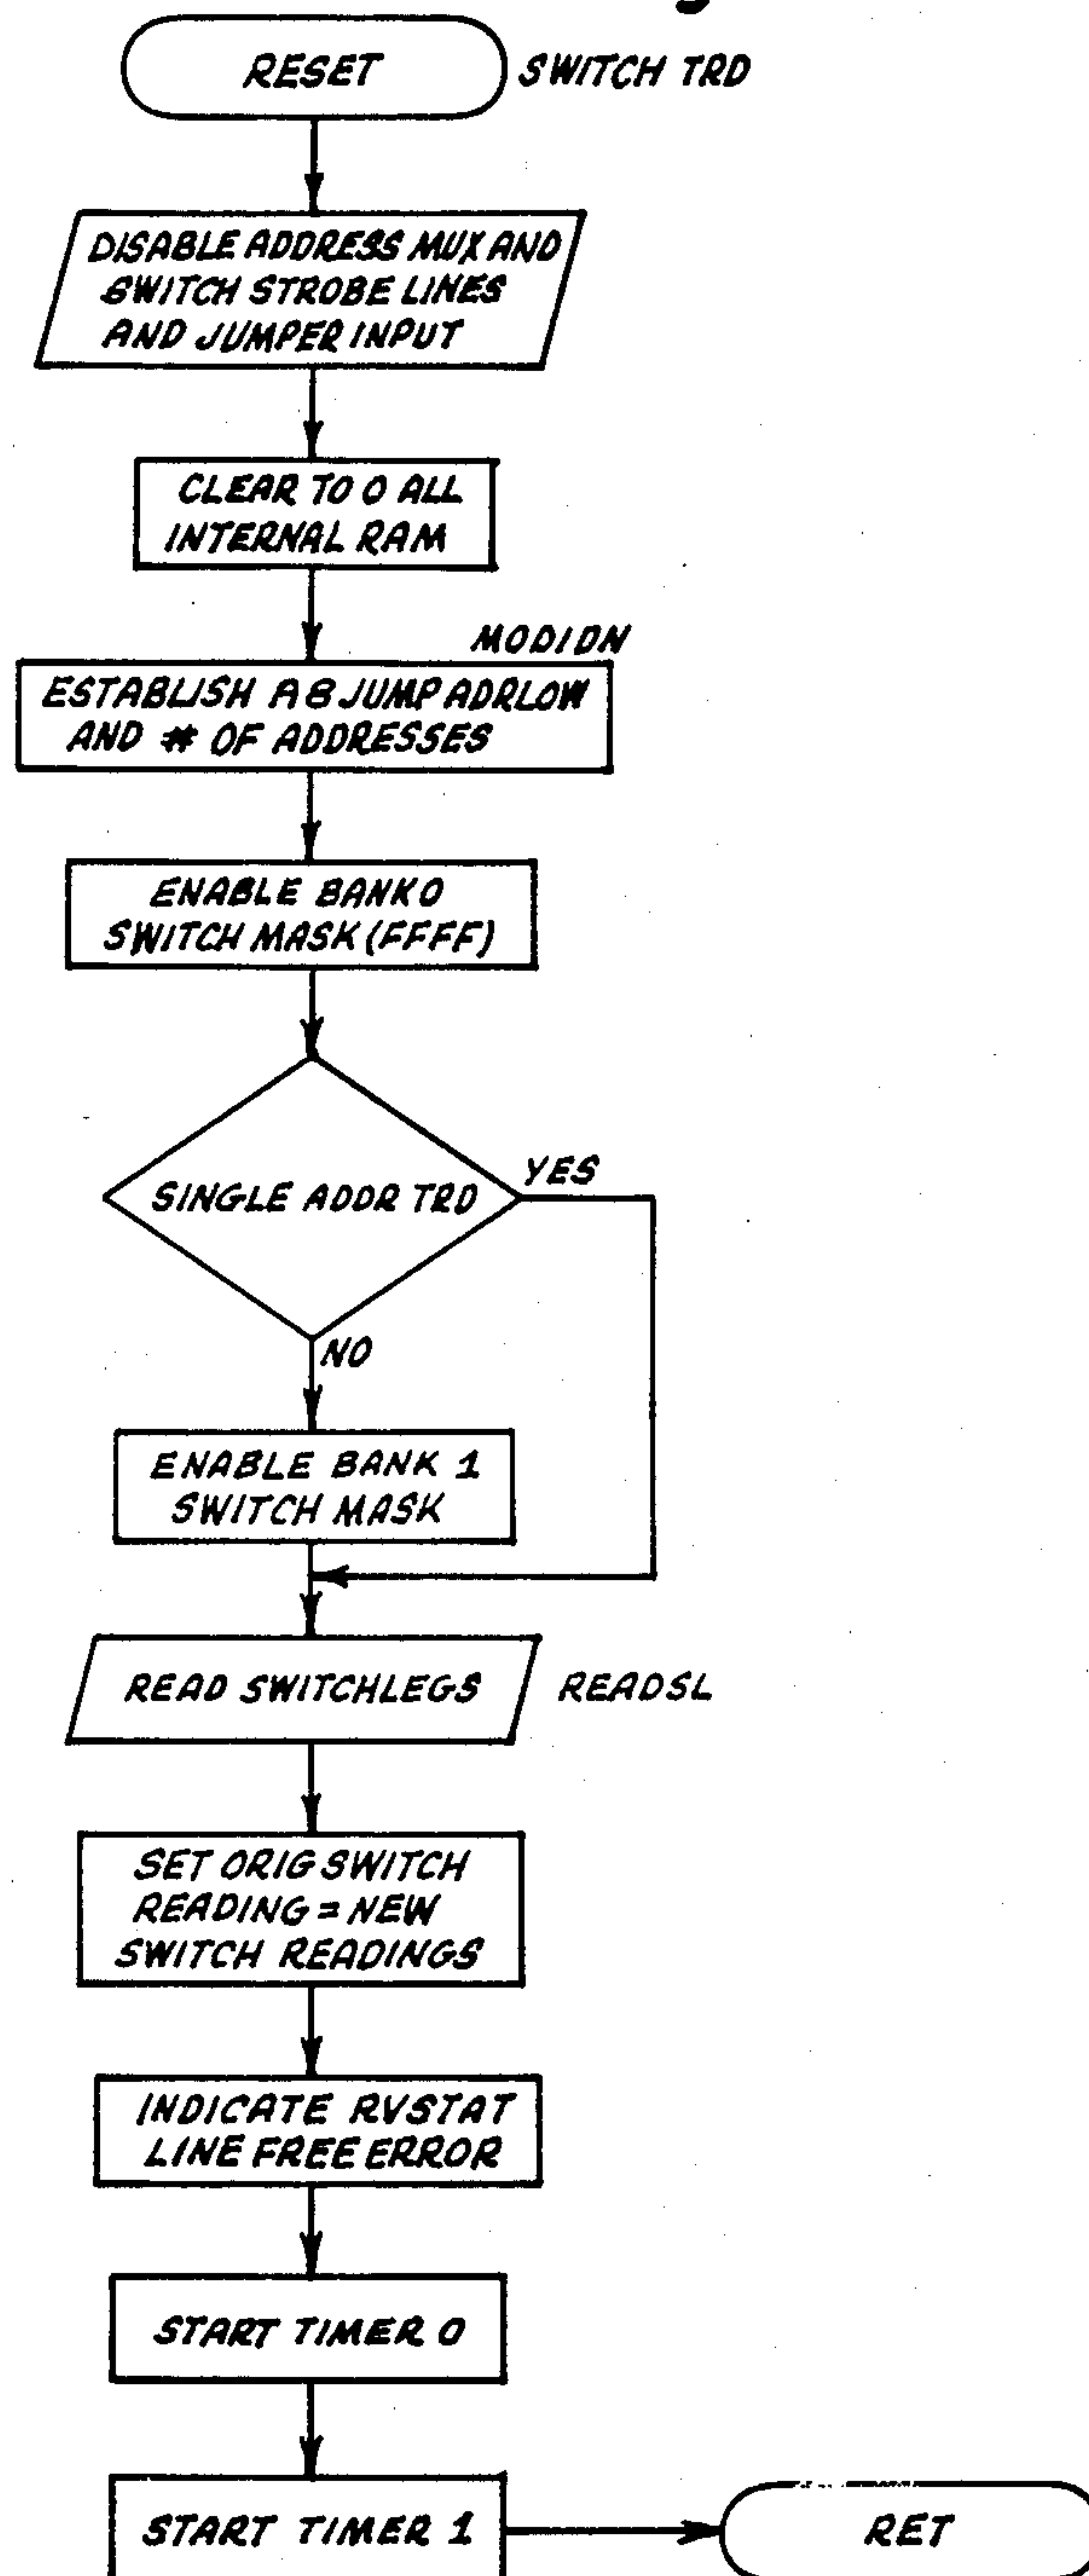 RESET
SWITCH TRD
DISABLE ADDRESS MUX AND
SWITCH STROBE LINES
AND JUMPER INPUT
CLEAR TO 0 ALL
INTERNAL RAM
MODIDN
ESTABLISH A8 JUMP ADRLOW
AND # OF ADDRESSES
ENABLE BANK0
SWITCH MASK (FFFF)
SINGLE ADDR TRD
YES
NO
ENABLE BANK 1
SWITCH MASK
READ SWITCHLEGS
READSL
SET ORIG SWITCH
READING = NEW
SWITCH READINGS
INDICATE RVSTAT
LINE FREE ERROR
START TIMER 0
START TIMER 1
RET